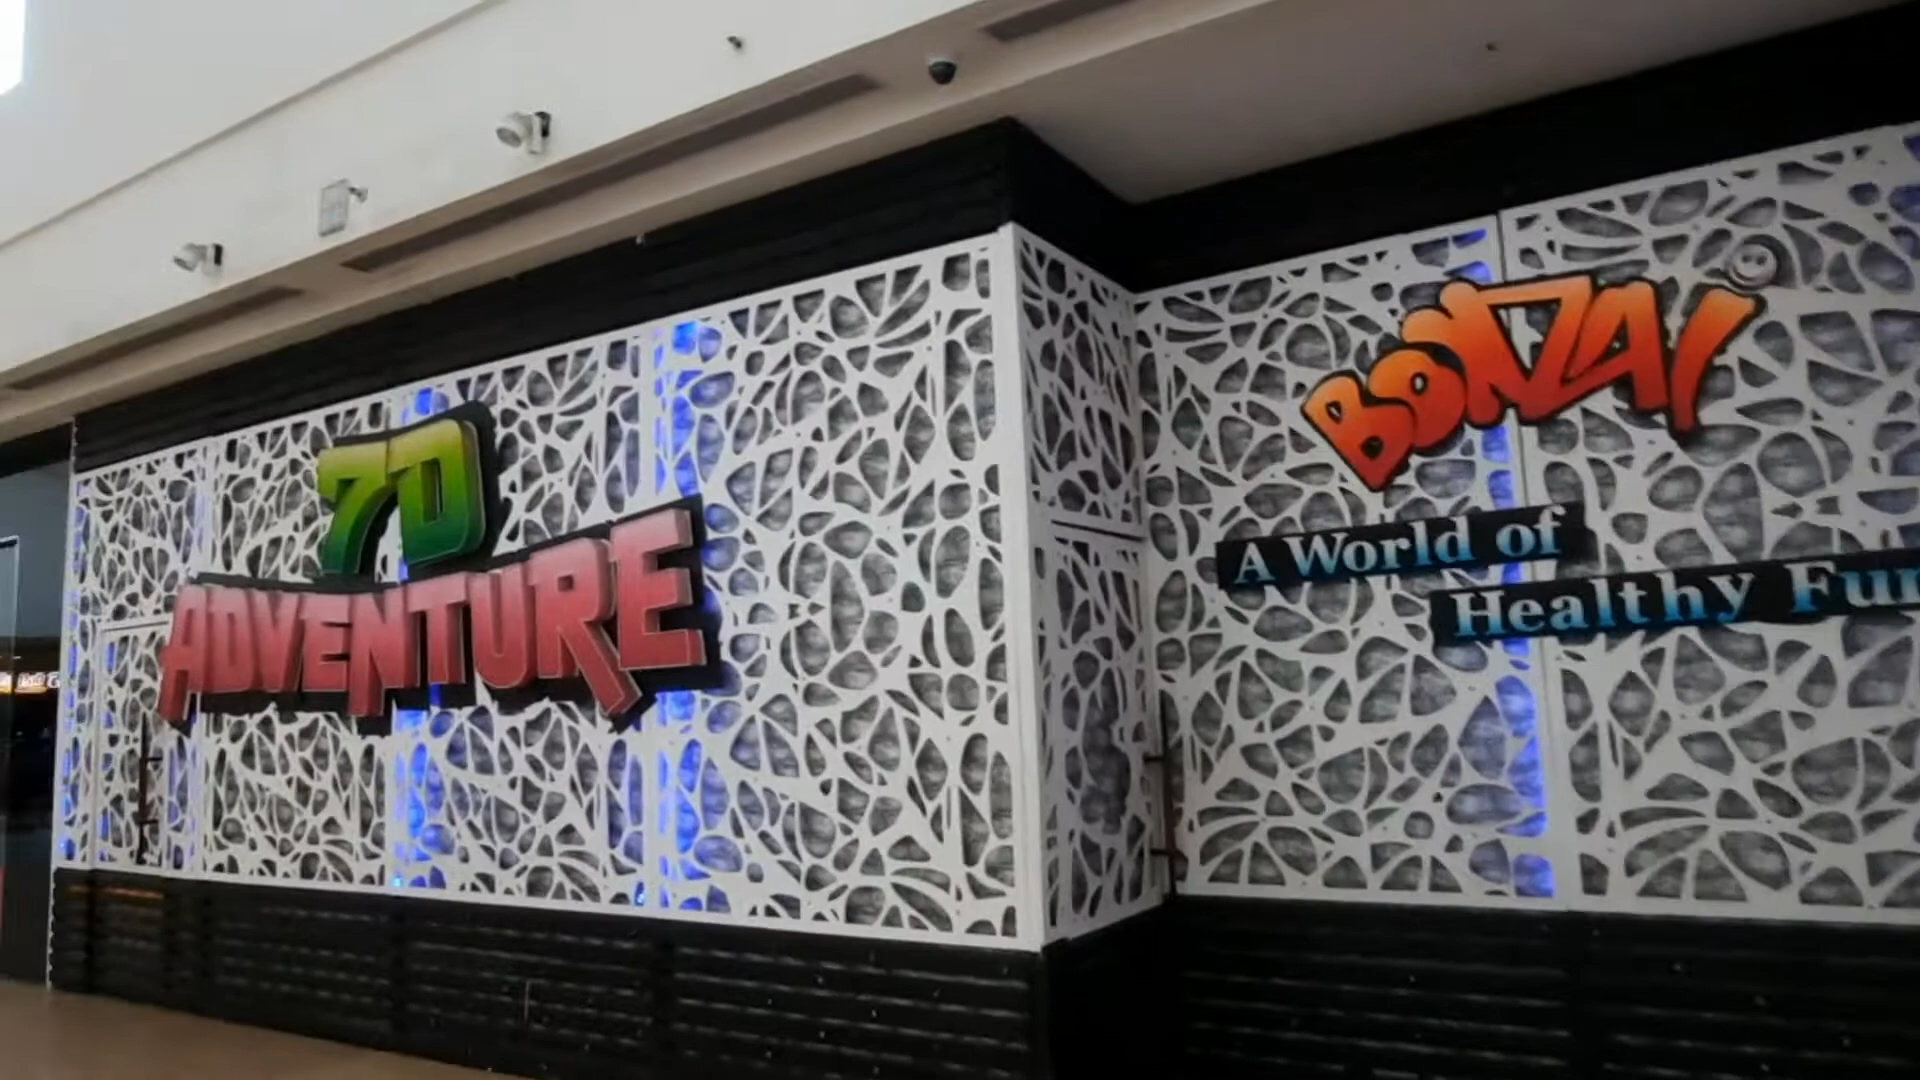 7D
ADVENTURE
BONZAI
A World of
Healthy Fun